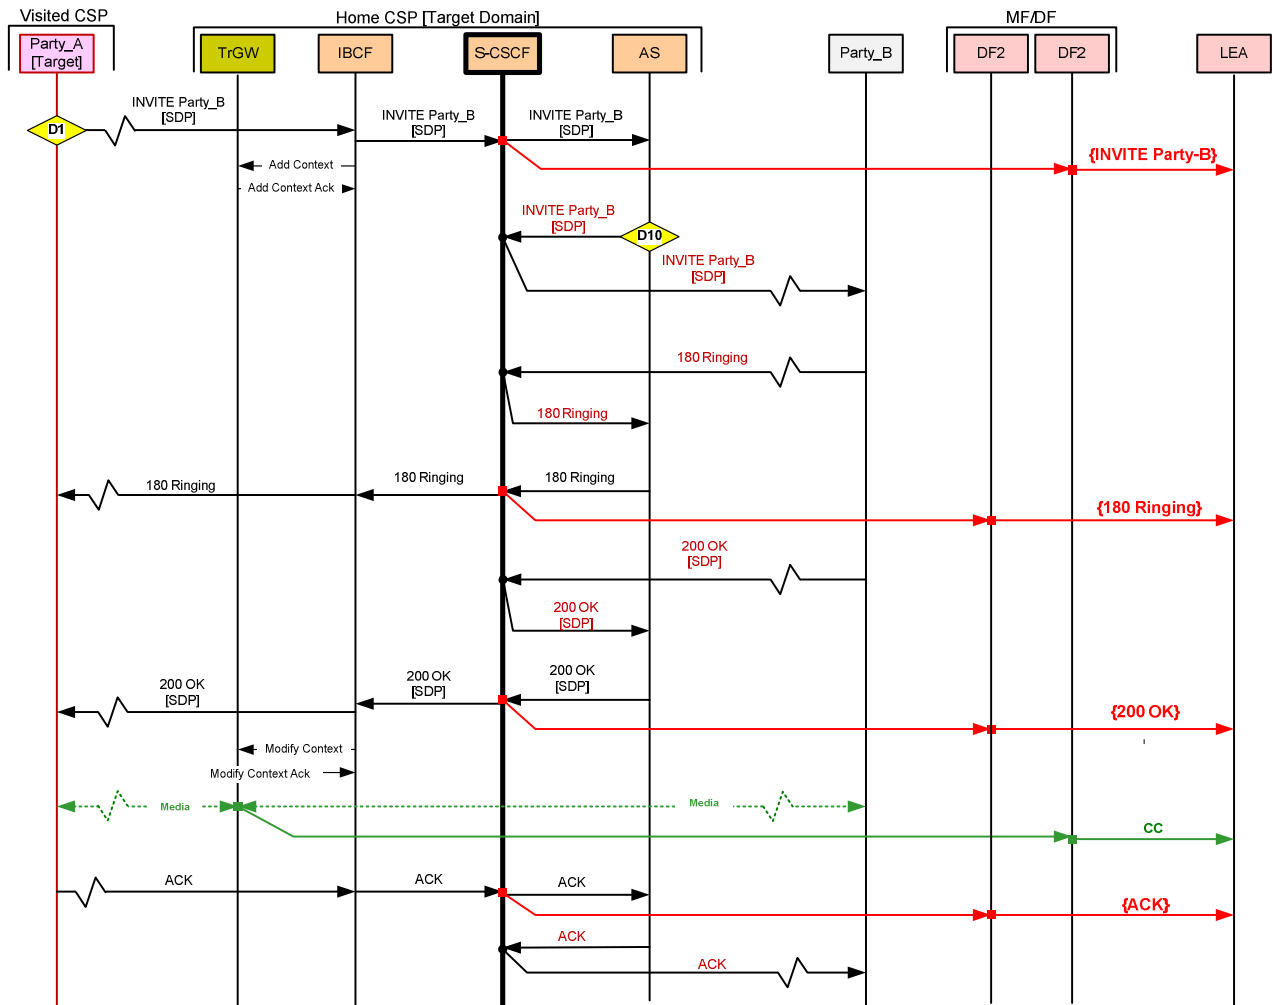 Visited CSP
Home CSP [Target Domain]
MF/DF
Party_A
[Target]
TrGW
IBCF
S-CSCF
AS
Party_B
DF2
DF2
LEA
D1
INVITE Party_B
[SDP]
INVITE Party_B
[SDP]
INVITE Party_B
[SDP]
{INVITE Party-B}
Add Context
Add Context Ack
INVITE Party_B
[SDP]
D10
INVITE Party_B
[SDP]
180 Ringing
180 Ringing
180 Ringing
180 Ringing
180 Ringing
{180 Ringing}
200 OK
[SDP]
200 OK
[SDP]
200 OK
[SDP]
200 OK
[SDP]
200 OK
[SDP]
{200 OK}
Modify Context
Modify Context Ack
Media
Media
CC
ACK
ACK
ACK
{ACK}
ACK
ACK